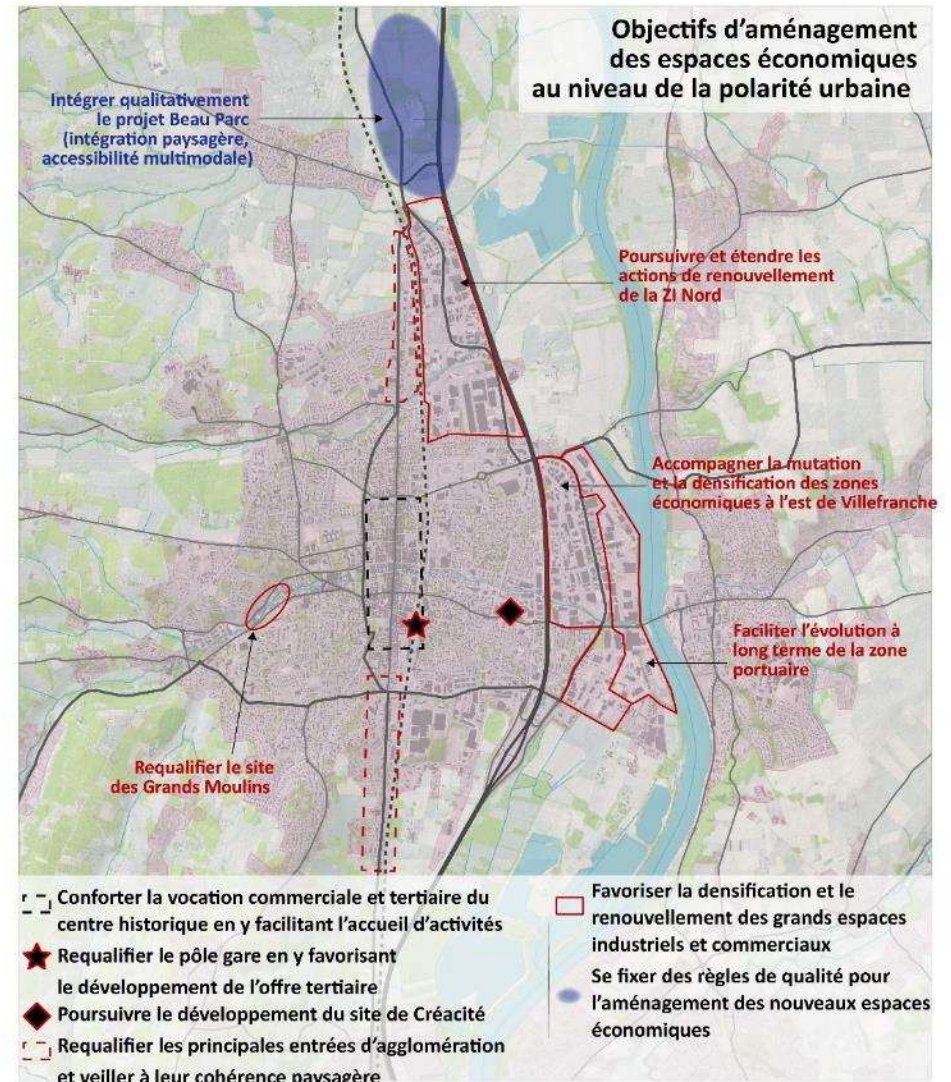 Objectifs d'aménagement
des espaces économiques
au niveau de la polarité urbaine
Intégrer qualitativement
le projet Beau Parc
(intégration paysagère,
accessibilité multimodale)
Poursuivre et étendre les
actions de renouvellement
de la ZI Nord
Accompagner la mutation
et la densification des zones
économiques à l'est de Villefranche
Faciliter l'évolution à
long terme de la zone
portuaire
Requalifier le site
des Grands Moulins
Conforter la vocation commerciale et tertiaire du
centre historique en y facilitant l'accueil d'activités
Requalifier le pôle gare en y favorisant
le développement de l'offre tertiaire
Poursuivre le développement du site de Créacité
Requalifier les principales entrées d'agglomération
et veiller à leur cohérence paysagère
Favoriser la densification et le
renouvellement des grands espaces
industriels et commerciaux
Se fixer des règles de qualité pour
l'aménagement des nouveaux espaces
économiques